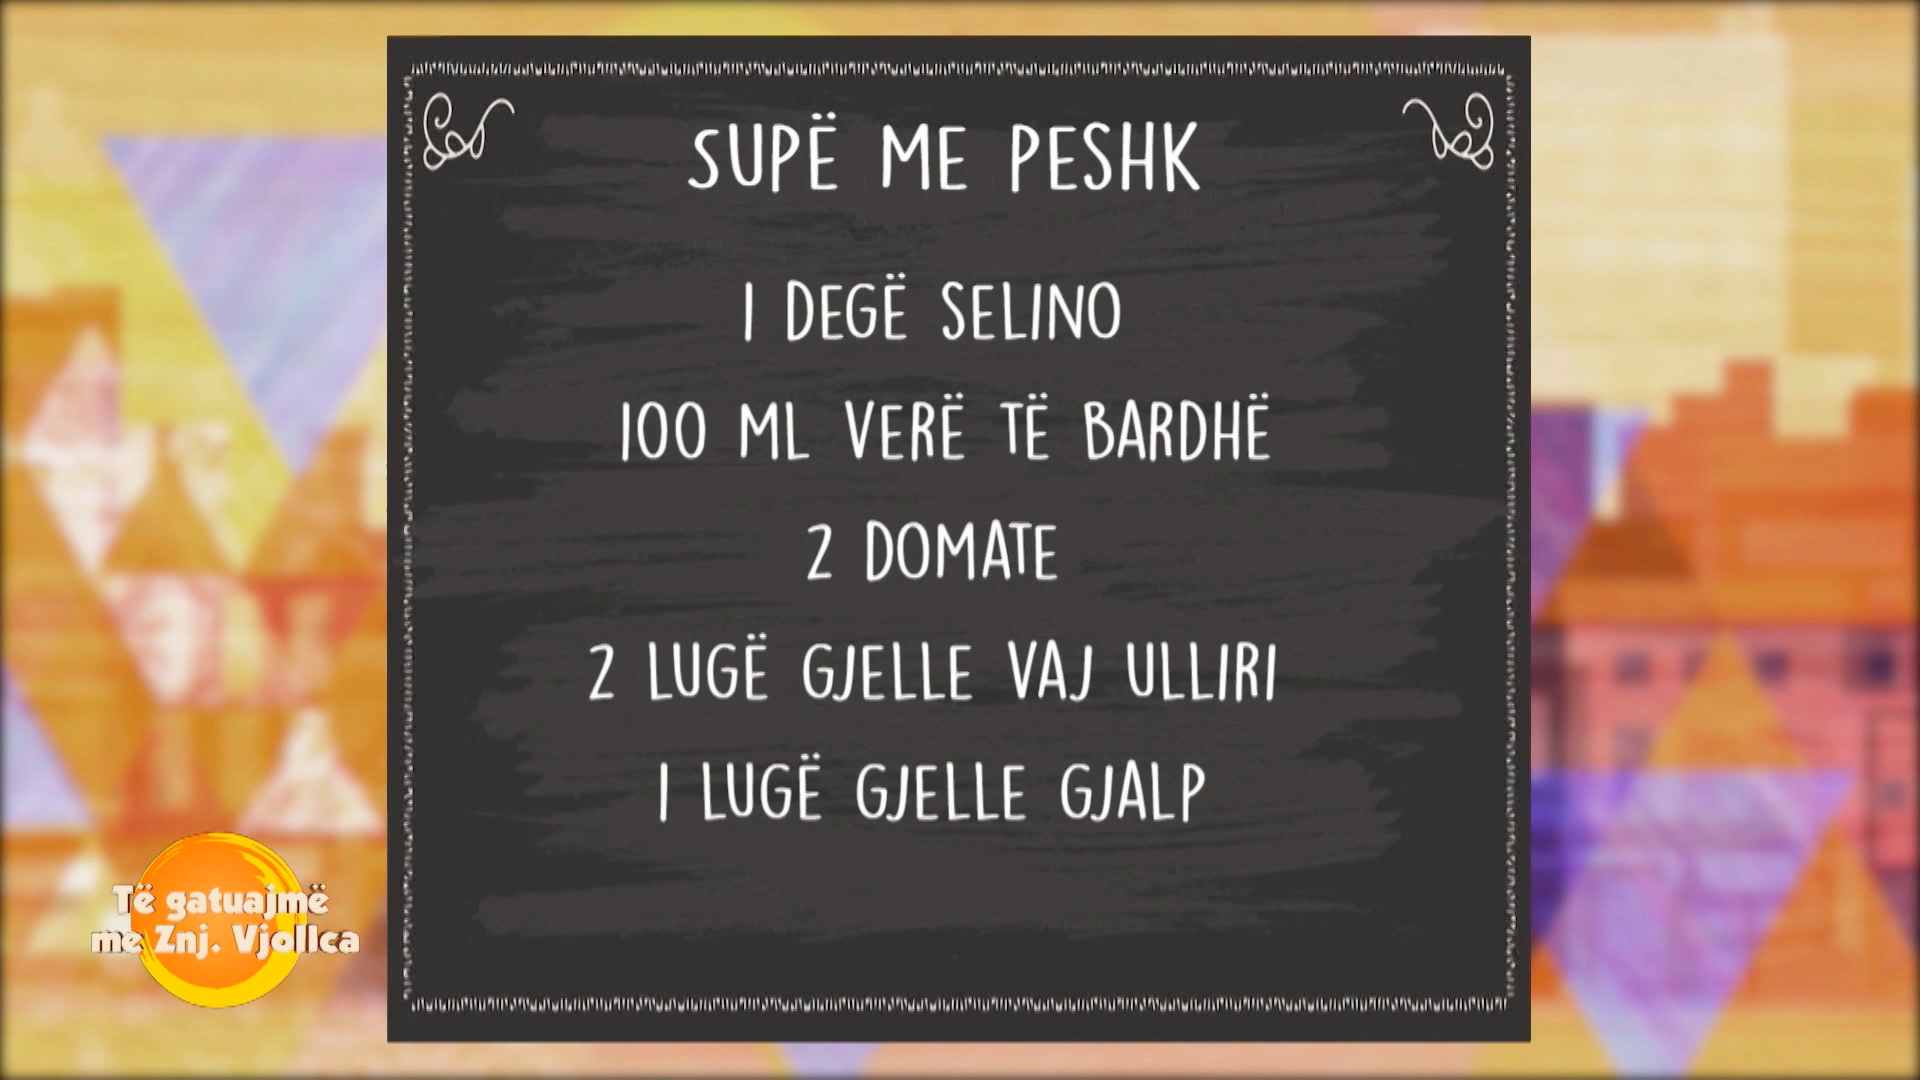 SUPË ME PESHK
1 DEGË SELINO
100 ML VERË TË BARDHË
2 DOMATE
2 LUGË GJELLE VAJ ULLIRI
1 LUGË GJELLE GJALP
Të gatuajmë
me Znj. Vjollca